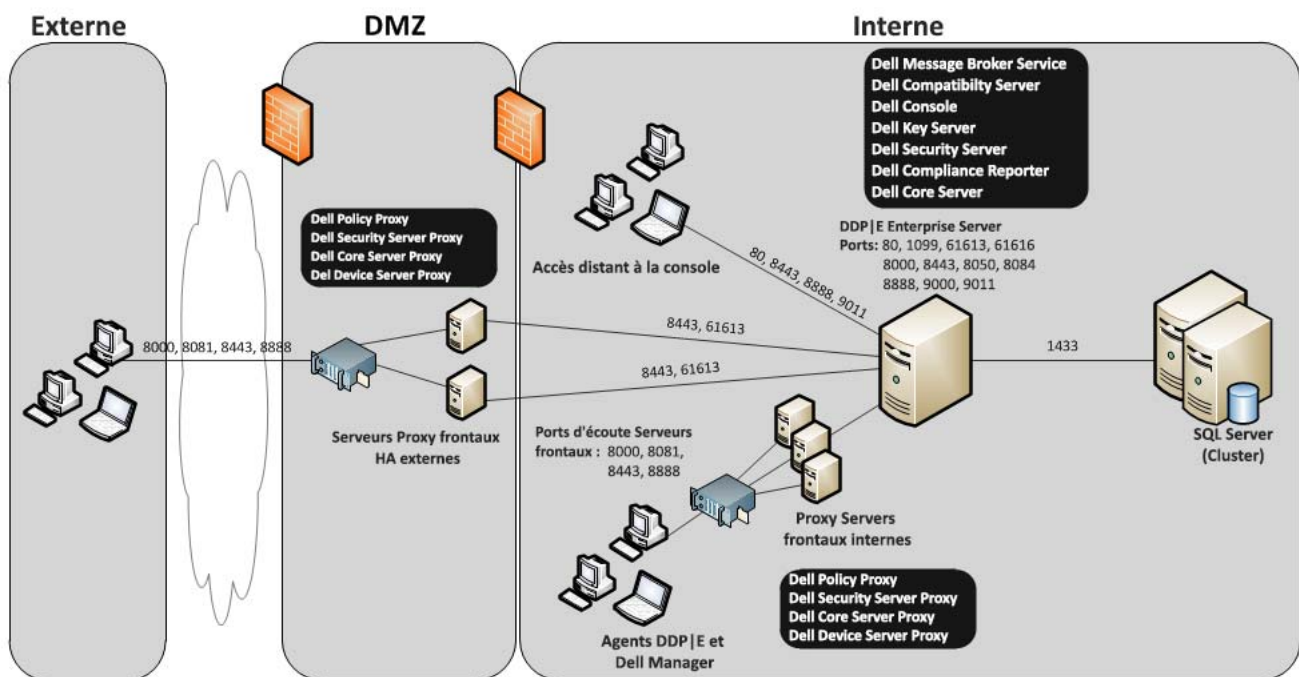 Externe
DMZ
Interne
Dell Message Broker Service
Dell Compatibilty Server
Dell Console
Dell Key Server
Dell Security Server
Dell Compliance Reporter
Dell Core Server
Dell Policy Proxy
Dell Security Server Proxy
Dell Core Server Proxy
Del Device Server Proxy
Accès distant à la console
80, 8443, 8888, 9011
DDP|E Enterprise Server
Ports: 80, 1099, 61613, 61616
8000, 8443, 8050, 8084
8888, 9000, 9011
8000, 8081, 8443, 8888
8443, 61613
8443, 61613
1433
Serveurs Proxy frontaux
HA externes
Ports d'écoute Serveurs
frontaux : 8000, 8081,
8443, 8888
SQL Server
(Cluster)
Proxy Servers
frontaux internes
Dell Policy Proxy
Dell Security Server Proxy
Dell Core Server Proxy
Dell Device Server Proxy
Agents DDP|E et
Dell Manager